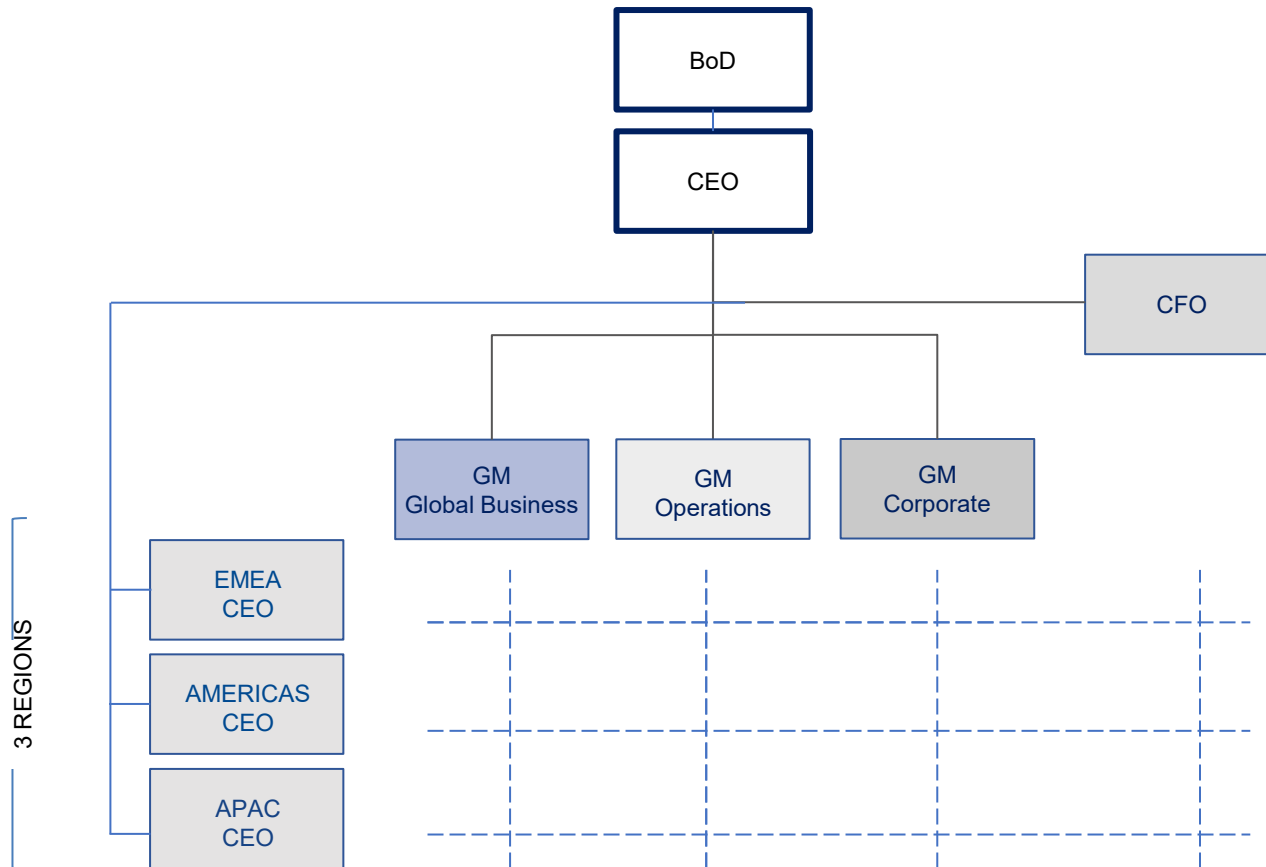 BoD
CEO
CFO
GM
Global Business
GM
Operations
GM
Corporate
3 REGIONS
EMEA
CEO
AMERICAS
CEO
APAC
CEO